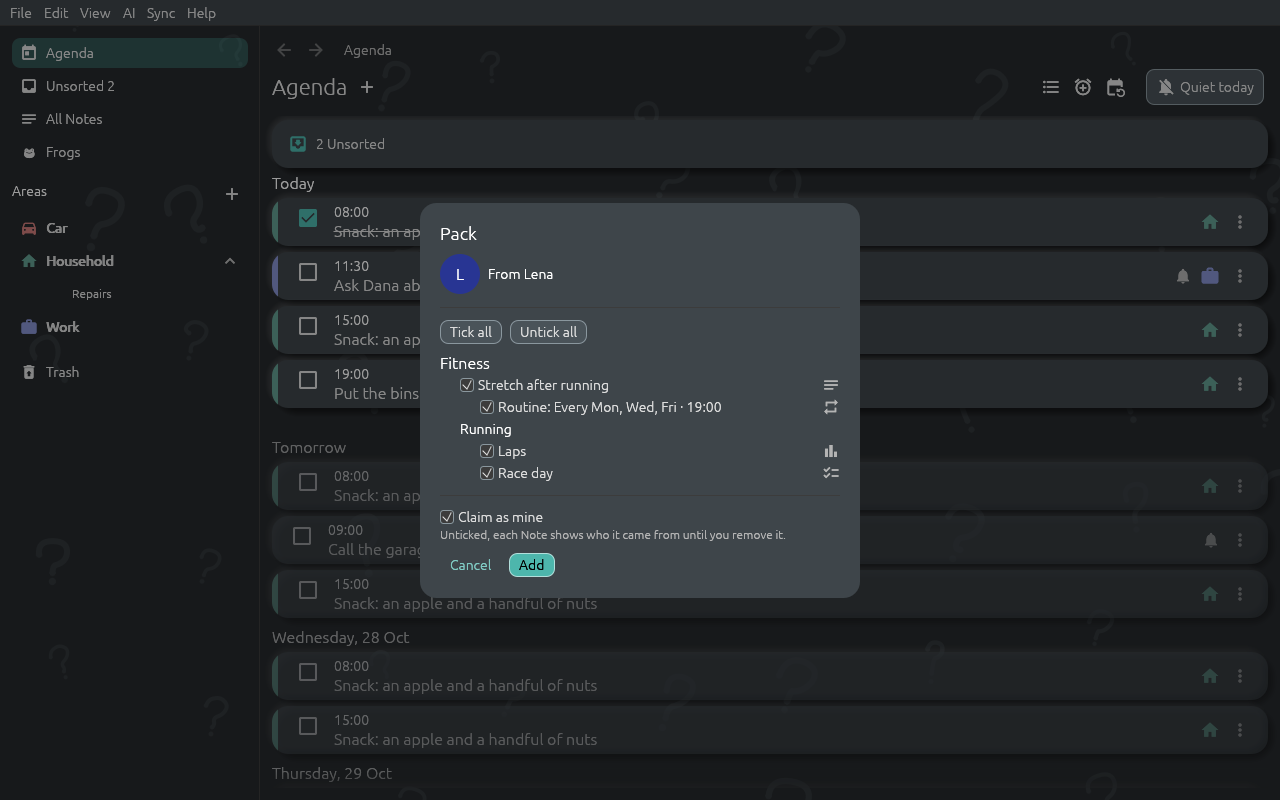 File Edit View AI Sync Help
Agenda
Unsorted 2
All Notes
Frogs
Areas
Car
Household
Repairs
Work
Trash
Agenda
Agenda
Quiet today
2 Unsorted
Today
08:00
Snack: an ap
11:30
Ask Dana ab
15:00
Snack: an ap
19:00
Put the bins
Tomorrow
08:00
Snack: an ap
09:00
Call the garag
15:00
Snack: an apple and a handful of nuts
Wednesday, 28 Oct
08:00
Snack: an apple and a handful of nuts
15:00
Snack: an apple and a handful of nuts
Thursday, 29 Oct
Pack
L From Lena
Tick all Untick all
Fitness
Stretch after running
Routine: Every Mon, Wed, Fri · 19:00
Running
Laps
Race day
Claim as mine
Unticked, each Note shows who it came from until you remove it.
Cancel Add